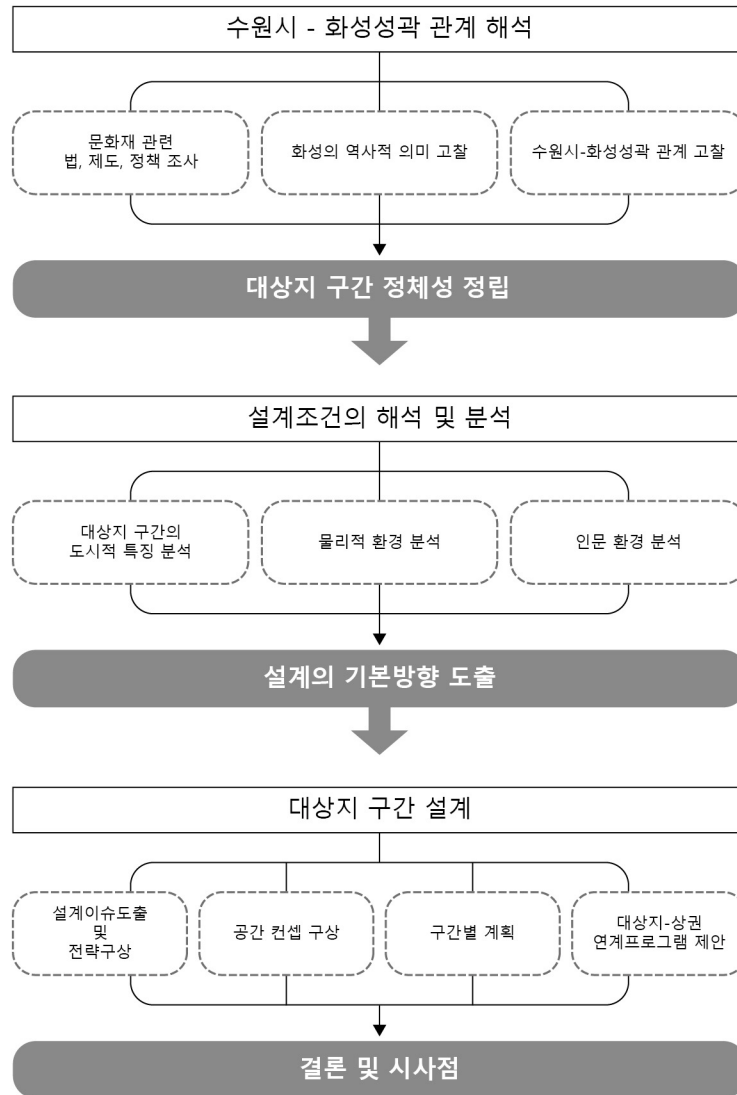 수원시 - 화성성곽 관계 해석
문화재 관련
법, 제도, 정책 조사
화성의 역사적 의미 고찰
수원시-화성성곽 관계 고찰
대상지 구간 정체성 정립
설계조건의 해석 및 분석
대상지 구간의
도시적 특징 분석
물리적 환경 분석
인문 환경 분석
설계의 기본방향 도출
대상지 구간 설계
설계이슈도출
및
전략구상
공간 컨셉 구상
구간별 계획
대상지-상권
연계프로그램 제안
결론 및 시사점